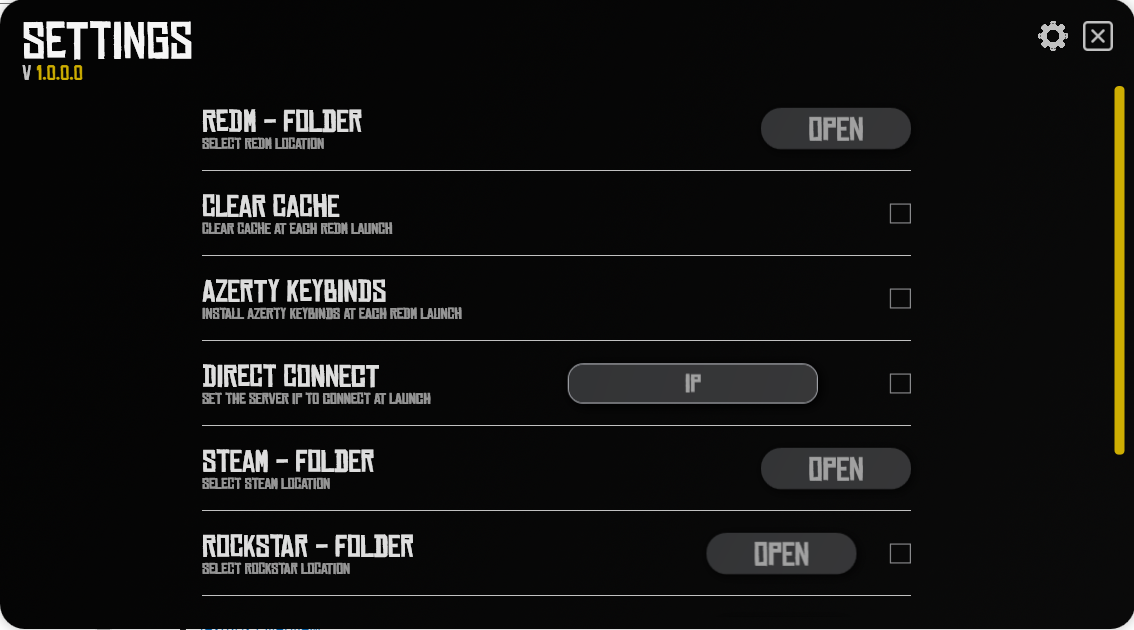 SETTINGS
V 1.0.0.0
REDM - FOLDER
SELECT REDM LOCATION
OPEN
CLEAR CACHE
CLEAR CACHE AT EACH REDM LAUNCH
AZERTY KEYBINDS
INSTALL AZERTY KEYBINDS AT EACH REDM LAUNCH
DIRECT CONNECT
SET THE SERVER IP TO CONNECT AT LAUNCH
IP
STEAM - FOLDER
SELECT STEAM LOCATION
OPEN
ROCKSTAR - FOLDER
SELECT ROCKSTAR LOCATION
OPEN